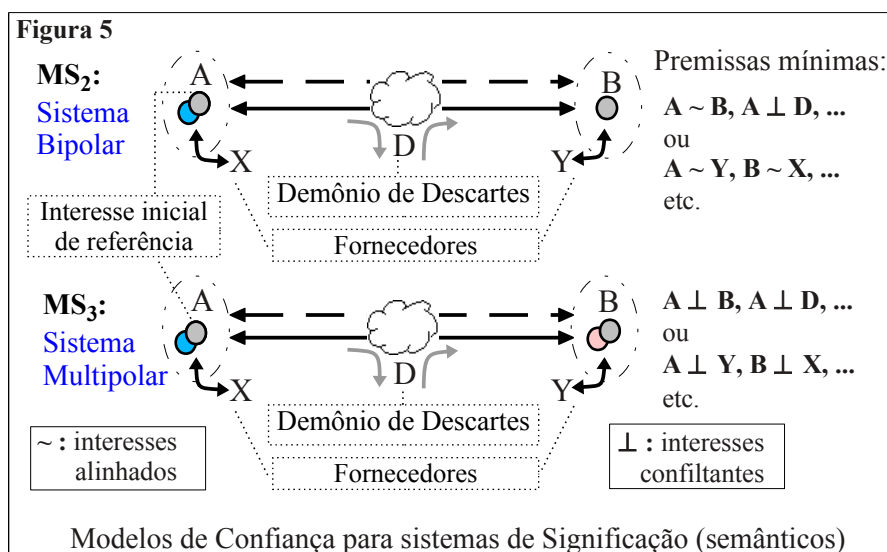 Figura 5
MS2:
Sistema
Bipolar
A
B
D
X
Y
Premissas mínimas:
A ~ B, A ⊥ D, ...
ou
A ~ Y, B ~ X, ...
etc.
Interesse inicial
de referência
Demônio de Descartes
Fornecedores
MS3:
Sistema
Multipolar
A
B
D
X
Y
A ⊥ B, A ⊥ D, ...
ou
A ⊥ Y, B ⊥ X, ...
etc.
Demônio de Descartes
Fornecedores
~ : interesses
alinhados
⊥ : interesses
confiltantes
Modelos de Confiança para sistemas de Significação (semânticos)